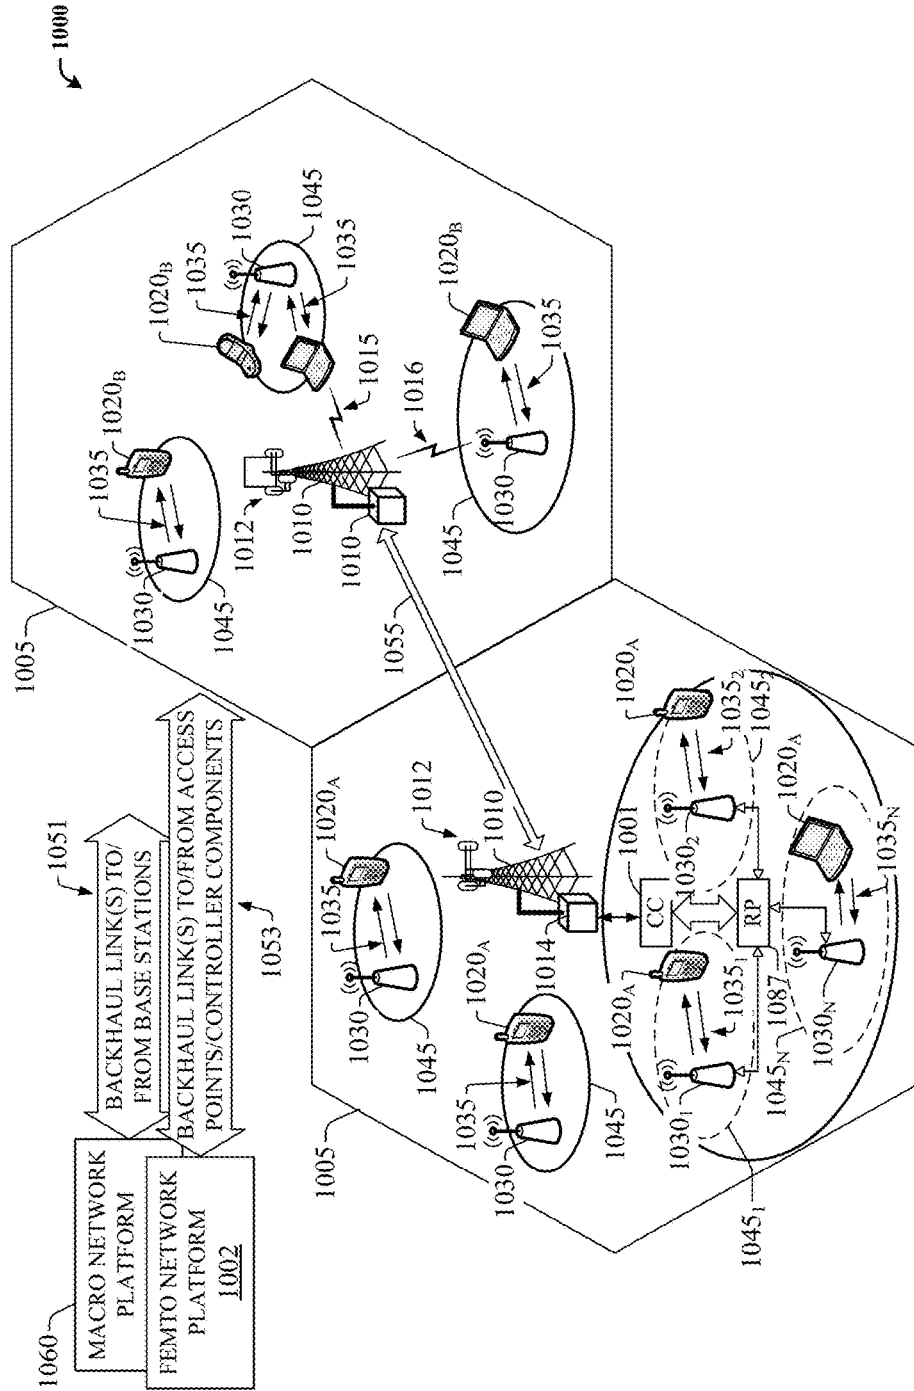 1000
1060
MACRO NETWORK
PLATFORM
FEMTO NETWORK
PLATFORM
1002
1051
BACKHAUL LINK(S) TO/
FROM BASE STATIONS
BACKHAUL LINK(S) TO/FROM ACCESS
POINTS/CONTROLLER COMPONENTS
1053
1005
1035
1020B
1030
1045
1020B
1035
1030
1045
1035
1012
1010
1010
1015
1016
1055
1020B
1045
1030
1035
1005
1035
1020A
1030
1045
1012
1010
1020A
1035
1030
1045
1014
1001
CC
1020A
1035₁
1030₁
1045₁
1087
RP
1020A
1035₂
1045₂
1030₂
1045N
1030N
1020A
1035N